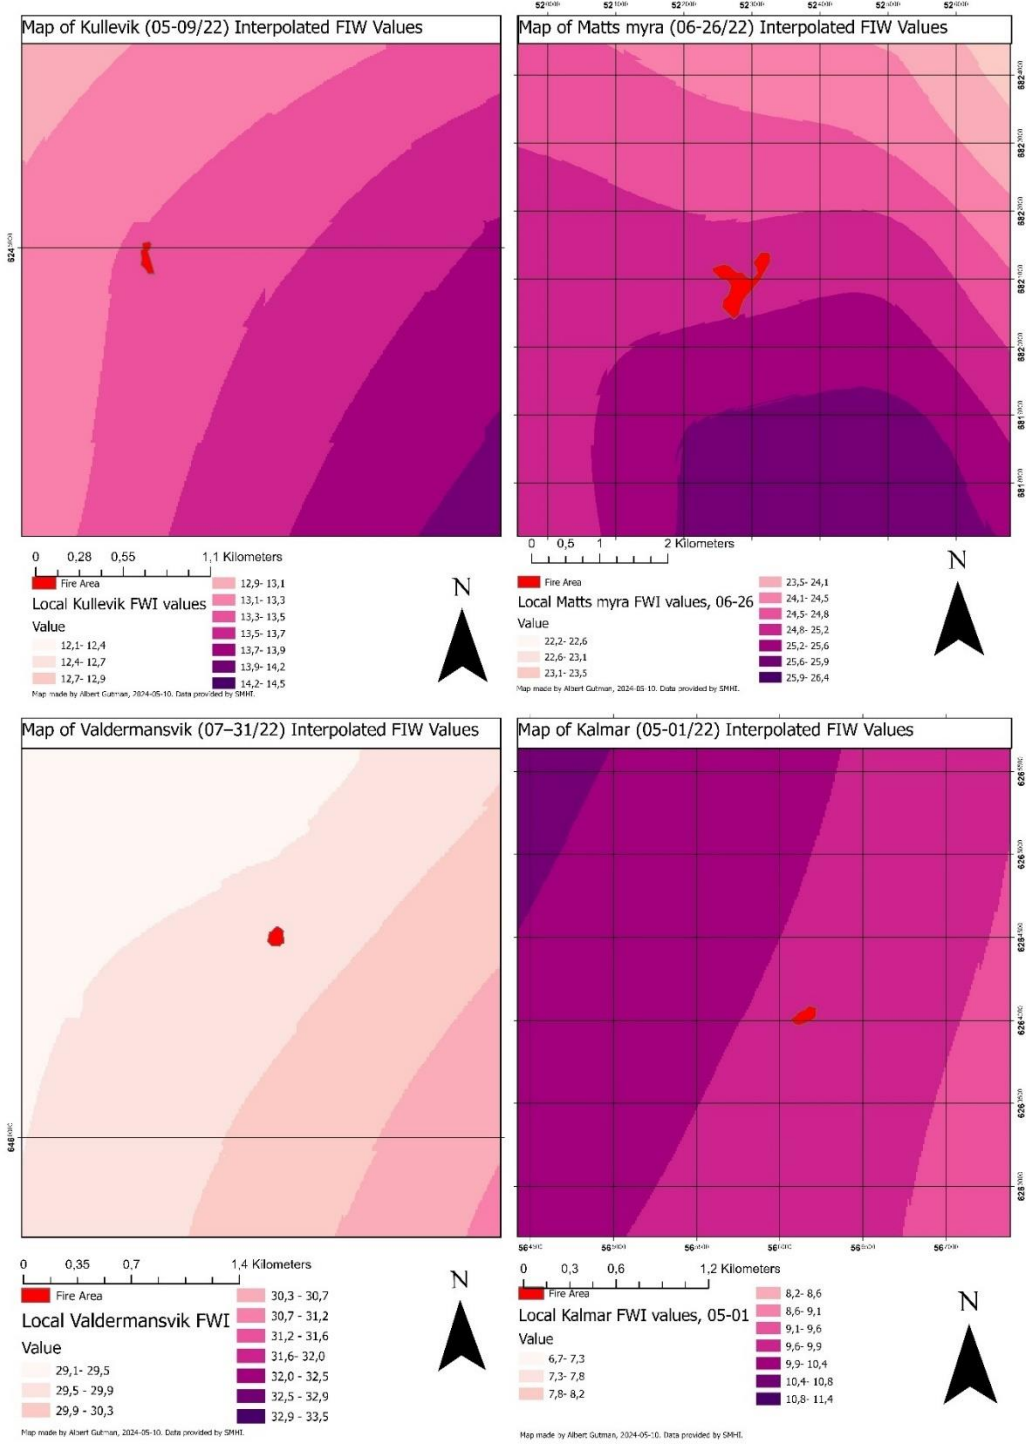 Map of Kullevik (05-09/22) Interpolated FIW Values
0 0,28 0,55 1,1 Kilometers
Fire Area
Local Kullevik FWI values
Value
12,1- 12,4
12,4- 12,7
12,7- 12,9
12,9- 13,1
13,1- 13,3
13,3- 13,5
13,5- 13,7
13,7- 13,9
13,9- 14,2
14,2- 14,5
N
Map made by Albert Gutman, 2024-05-10. Data provided by SMHI.
Map of Matts myra (06-26/22) Interpolated FIW Values
0 0,5 1 2 Kilometers
Fire Area
Local Matts myra FWI values, 06-26
Value
22,2- 22,6
22,6- 23,1
23,1- 23,5
23,5- 24,1
24,1- 24,5
24,5- 24,8
24,8- 25,2
25,2- 25,6
25,6- 25,9
25,9- 26,4
N
Map made by Albert Gutman, 2024-05-10. Data provided by SMHI.
Map of Valdermansvik (07–31/22) Interpolated FIW Values
0 0,35 0,7 1,4 Kilometers
Fire Area
Local Valdermansvik FWI
Value
29,1 - 29,5
29,5 - 29,9
29,9 - 30,3
30,3 - 30,7
30,7 - 31,2
31,2 - 31,6
31,6 - 32,0
32,0 - 32,5
32,5 - 32,9
32,9 - 33,5
N
Map made by Albert Gutman, 2024-05-10. Data provided by SMHI.
Map of Kalmar (05-01/22) Interpolated FIW Values
0 0,3 0,6 1,2 Kilometers
Fire Area
Local Kalmar FWI values, 05-01
Value
6,7- 7,3
7,3- 7,8
7,8- 8,2
8,2- 8,6
8,6- 9,1
9,1- 9,6
9,6- 9,9
9,9- 10,4
10,4- 10,8
10,8- 11,4
N
Map made by Albert Gutman, 2024-05-10. Data provided by SMHI.